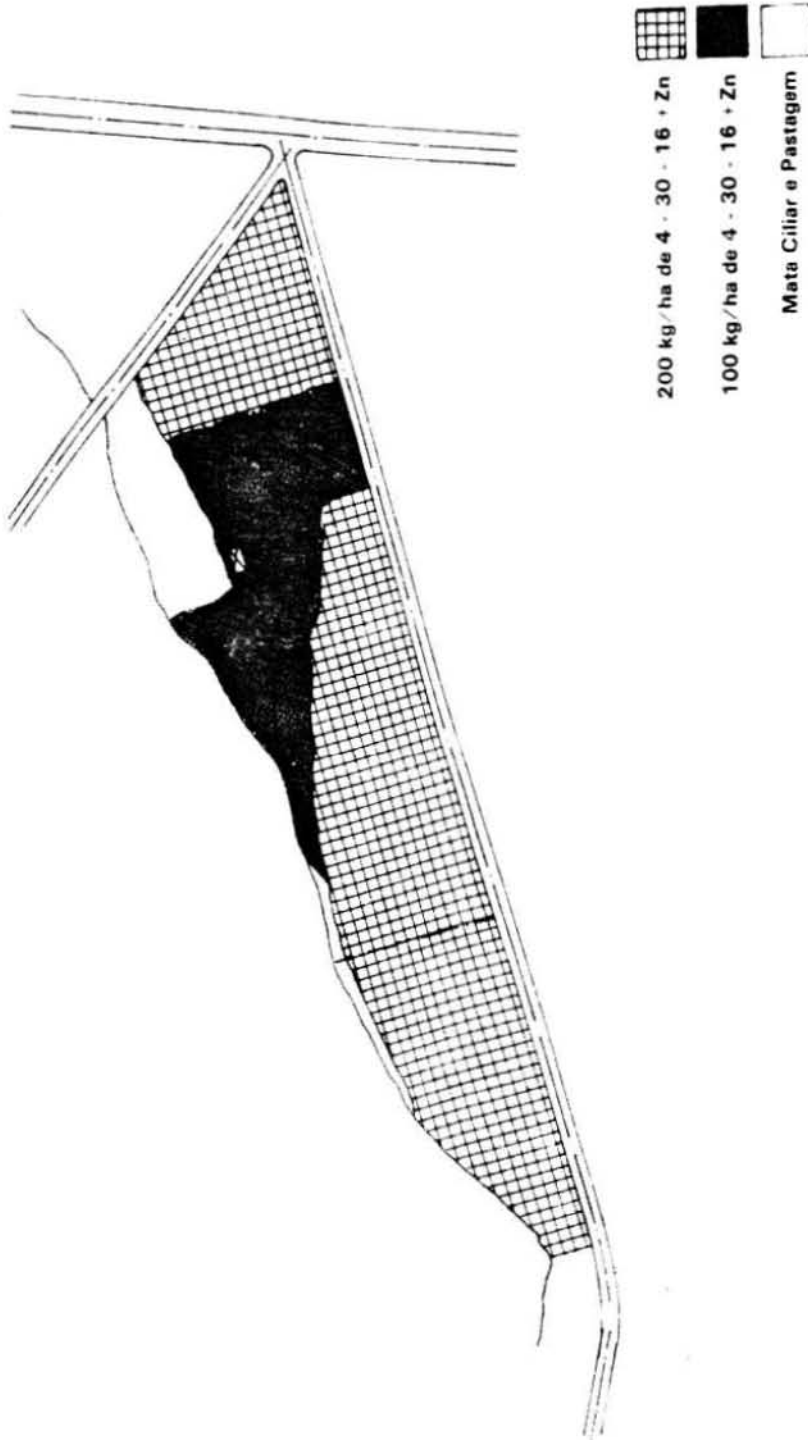 200 kg/ha de 4 - 30 - 16 + Zn
100 kg/ha de 4 - 30 - 16 + Zn
Mata Ciliar e Pastagem